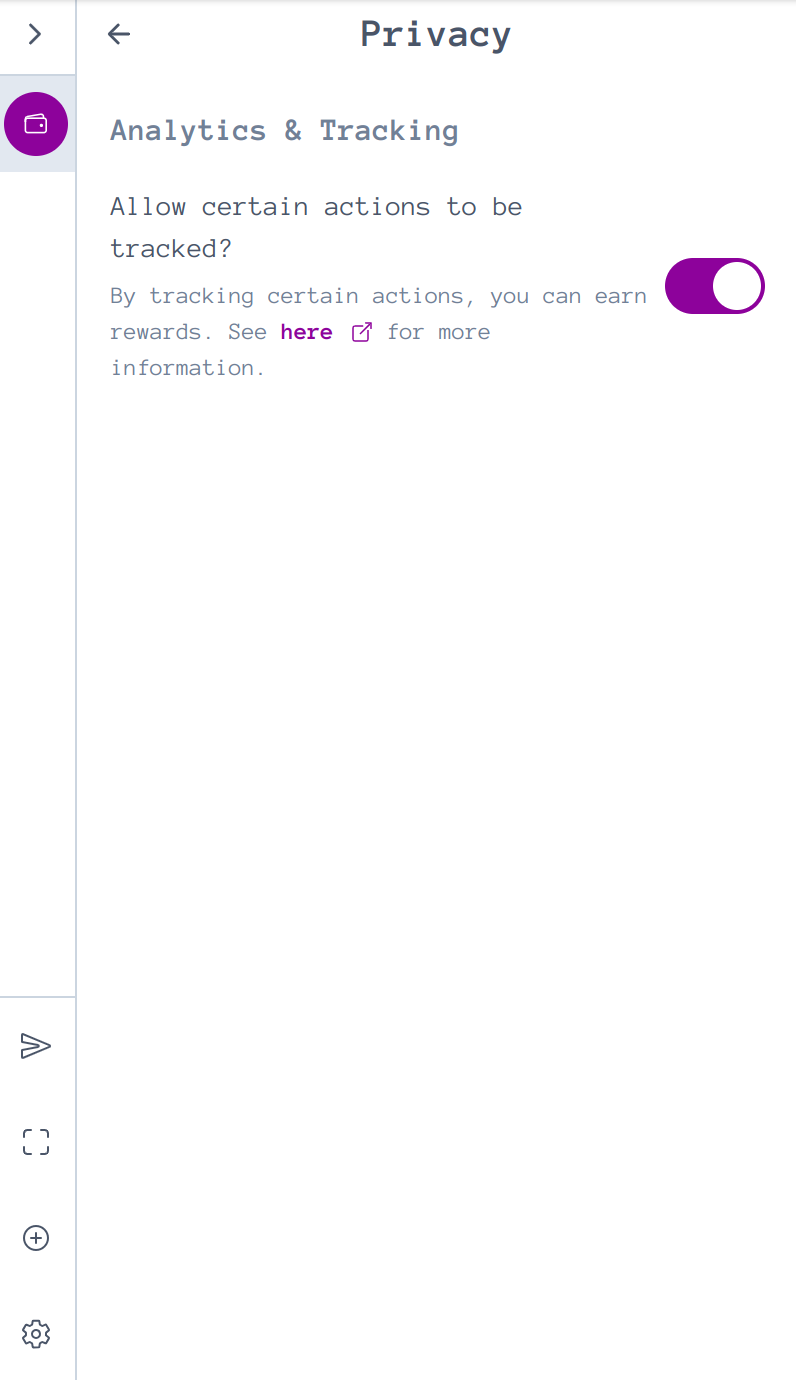 Privacy
Analytics & Tracking
Allow certain actions to be
tracked?
By tracking certain actions, you can earn
rewards. See here for more
information.